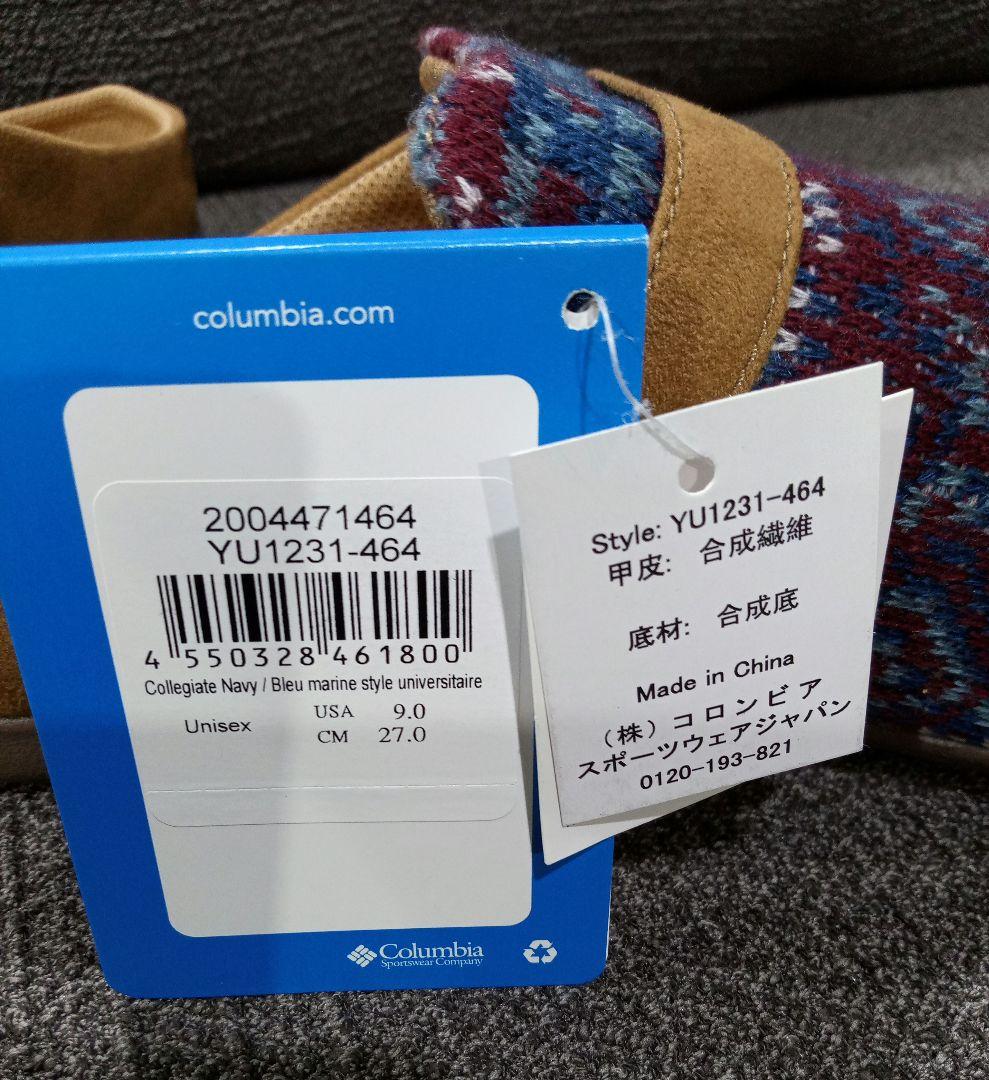 columbia.com
2004471464
YU1231-464
4 550328 461800
Collegiate Navy / Bleu marine style universitaire
Unisex USA 9.0
CM 27.0
Columbia
Sportswear Company
Style: YU1231-464
甲皮: 合成繊維
底材: 合成底
Made in China
(株)コロンビア
スポーツウェアジャパン
0120-193-821